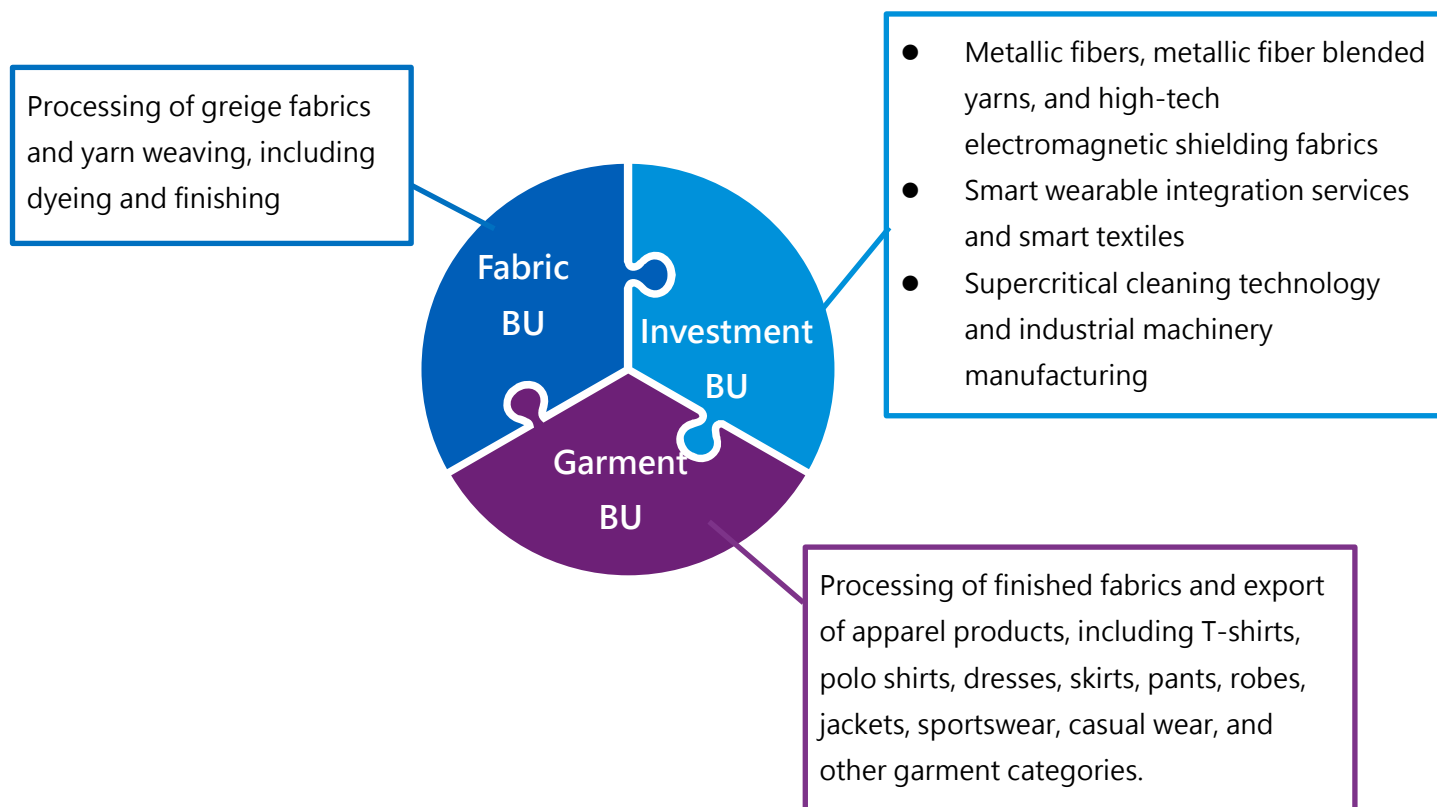 Processing of greige fabrics
and yarn weaving, including
dyeing and finishing
Fabric
BU
Investment
BU
Garment
BU
● Metallic fibers, metallic fiber blended
yarns, and high-tech
electromagnetic shielding fabrics
● Smart wearable integration services
and smart textiles
● Supercritical cleaning technology
and industrial machinery
manufacturing
Processing of finished fabrics and export
of apparel products, including T-shirts,
polo shirts, dresses, skirts, pants, robes,
jackets, sportswear, casual wear, and
other garment categories.